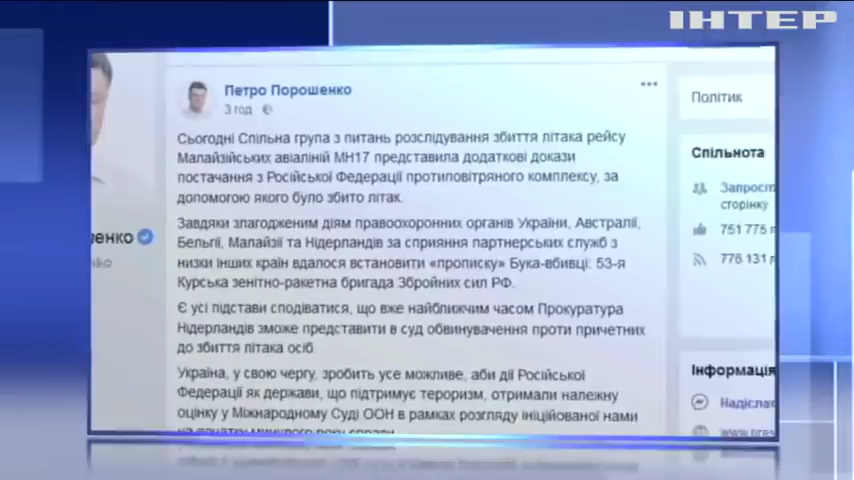 ІНТЕР
Петро Порошенко
3 год
Політик
Сьогодні Спільна група з питань розслідування збиття літака рейсу
Малайзійських авіаліній MH17 представила додаткові докази
постачання з Російської Федерації протиповітряного комплексу, за
допомогою якого було збито літак.
Завдяки злагодженим діям правоохоронних органів України, Австралії,
Бельгії, Малайзії та Нідерландів за сприяння партнерських служб з
низки інших країн вдалося встановити «прописку» Бука-вбивці: 53-я
Курська зенітно-ракетна бригада Збройних сил РФ.
Є усі підстави сподіватися, що вже найближчим часом Прокуратура
Нідерландів зможе представити в суд обвинувачення проти причетних
до збиття літака осіб.
Україна, у свою чергу, зробить усе можливе, аби дії Російської
Федерації як держави, що підтримує тероризм, отримали належну
оцінку у Міжнародному Суді ООН в рамках розгляду ініційованої нами
на початку минулого року справи
Спільнота
сторінку
751 775
776 131
Інформація